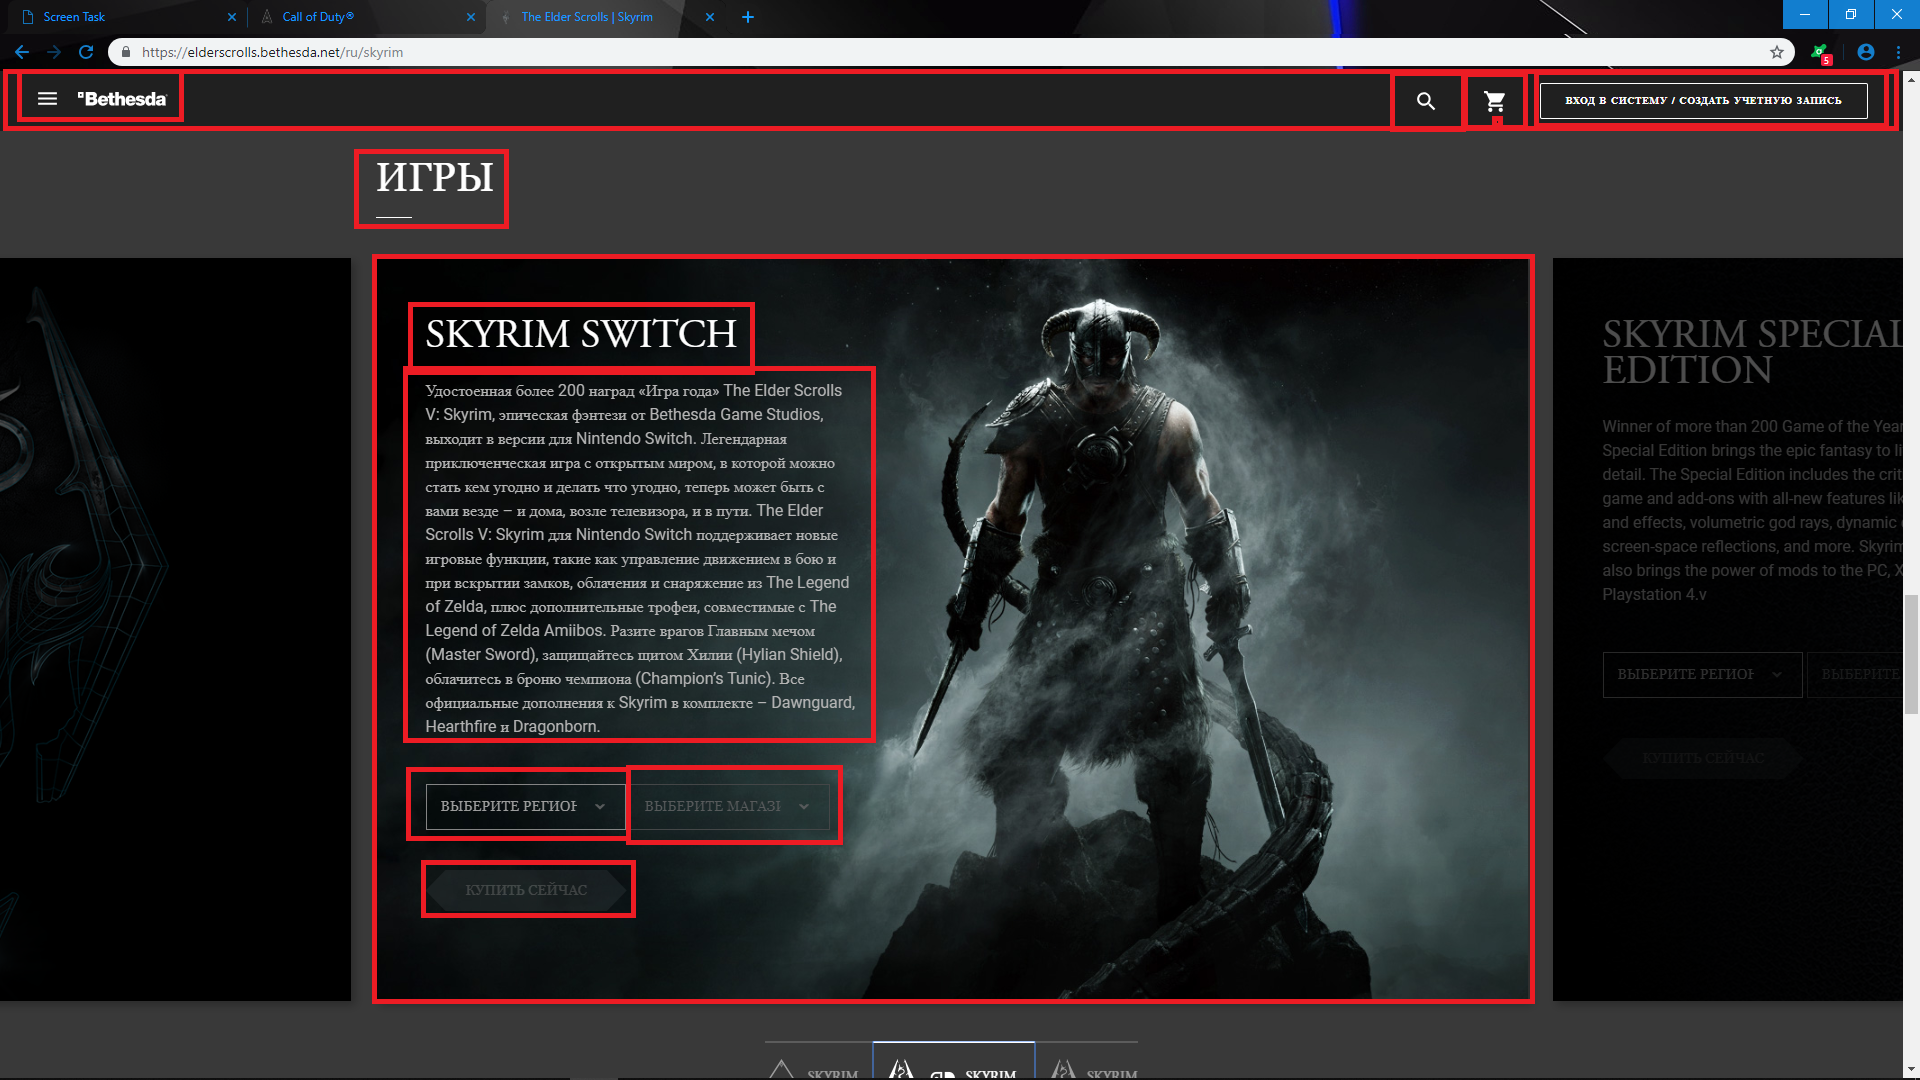 Screen Task
Call of Duty®
The Elder Scrolls | Skyrim
https://elderscrolls.bethesda.net/ru/skyrim
5
Bethesda
ВХОД В СИСТЕМУ / СОЗДАТЬ УЧЕТНУЮ ЗАПИСЬ
ИГРЫ
SKYRIM SWITCH
Удостоенная более 200 наград «Игра года» The Elder Scrolls
V: Skyrim, эпическая фэнтези от Bethesda Game Studios,
выходит в версии для Nintendo Switch. Легендарная
приключенческая игра с открытым миром, в которой можно
стать кем угодно и делать что угодно, теперь может быть с
вами везде – и дома, возле телевизора, и в пути. The Elder
Scrolls V: Skyrim для Nintendo Switch поддерживает новые
игровые функции, такие как управление движением в бою и
при вскрытии замков, облачения и снаряжение из The Legend
of Zelda, плюс дополнительные трофеи, совместимые с The
Legend of Zelda Amiibos. Разите врагов Главным мечом
(Master Sword), защищайтесь щитом Хилии (Hylian Shield),
облачитесь в броню чемпиона (Champion's Tunic). Все
официальные дополнения к Skyrim в комплекте – Dawnguard,
Hearthfire и Dragonborn.
ВЫБЕРИТЕ РЕГИОН
ВЫБЕРИТЕ МАГАЗИ
КУПИТЬ СЕЙЧАС
SKYRIM SPECIAL
EDITION
Winner of more than 200 Game of the Year
Special Edition brings the epic fantasy to li
detail. The Special Edition includes the crit
game and add-ons with all-new features lik
and effects, volumetric god rays, dynamic
screen-space reflections, and more. Skyrim
also brings the power of mods to the PC, X
Playstation 4.v
ВЫБЕРИТЕ РЕГИОН
ВЫБЕРИТЕ
КУПИТЬ СЕЙЧАС
SKYRIM
SKYRIM
SKYRIM